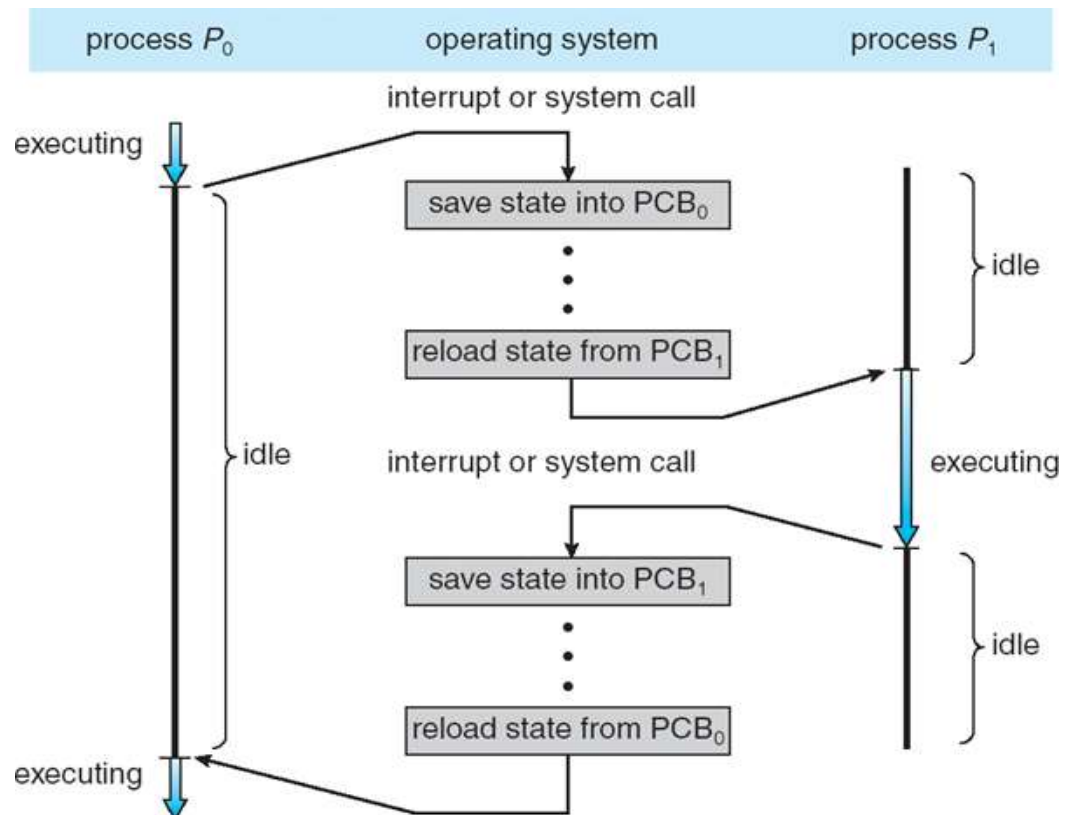 process P₀ operating system process P₁
interrupt or system call
executing
save state into PCB₀
idle
reload state from PCB₁
idle
interrupt or system call
executing
save state into PCB₁
idle
reload state from PCB₀
executing